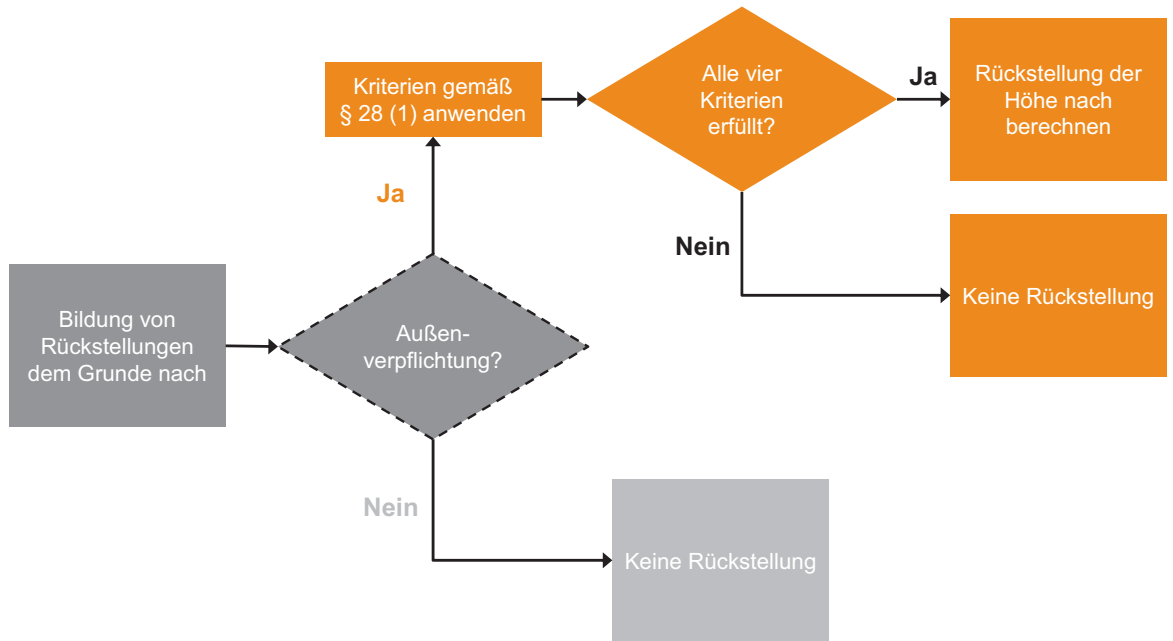 Kriterien gemäß
§ 28 (1) anwenden
Alle vier
Kriterien
erfüllt?
Ja
Rückstellung der
Höhe nach
berechnen
Ja
Nein
Keine Rückstellung
Bildung von
Rückstellungen
dem Grunde nach
Außen-
verpflichtung?
Nein
Keine Rückstellung